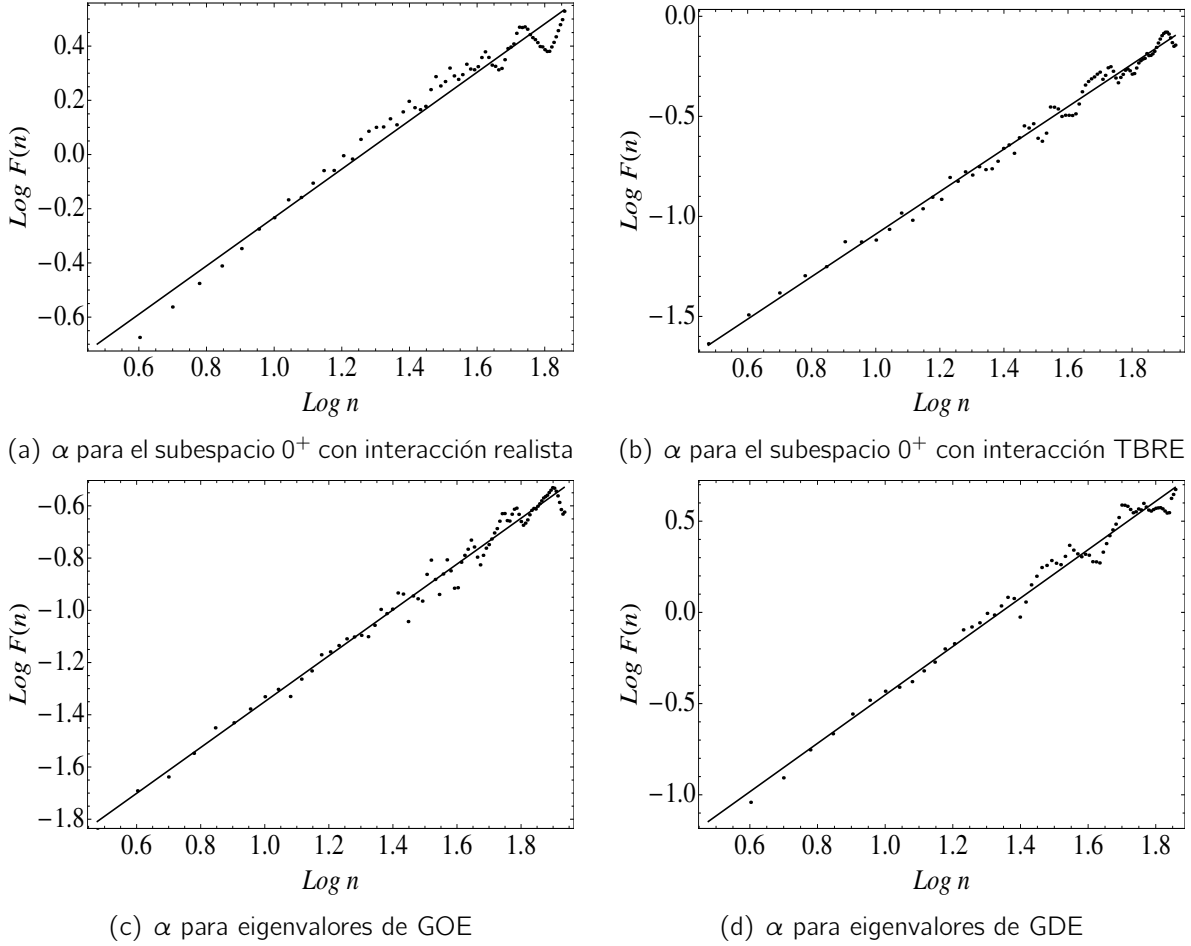 0.4
0.2
0.0
−0.2
−0.4
−0.6
Log F(n)
0.6 0.8 1.0 1.2 1.4 1.6 1.8
Log n
(a) α para el subespacio 0⁺ con interacción realista
0.0
−0.5
−1.0
−1.5
Log F(n)
0.6 0.8 1.0 1.2 1.4 1.6 1.8
Log n
(b) α para el subespacio 0⁺ con interacción TBRE
−0.6
−0.8
−1.0
−1.2
−1.4
−1.6
−1.8
Log F(n)
0.6 0.8 1.0 1.2 1.4 1.6 1.8
Log n
(c) α para eigenvalores de GOE
0.5
0.0
−0.5
−1.0
Log F(n)
0.6 0.8 1.0 1.2 1.4 1.6 1.8
Log n
(d) α para eigenvalores de GDE